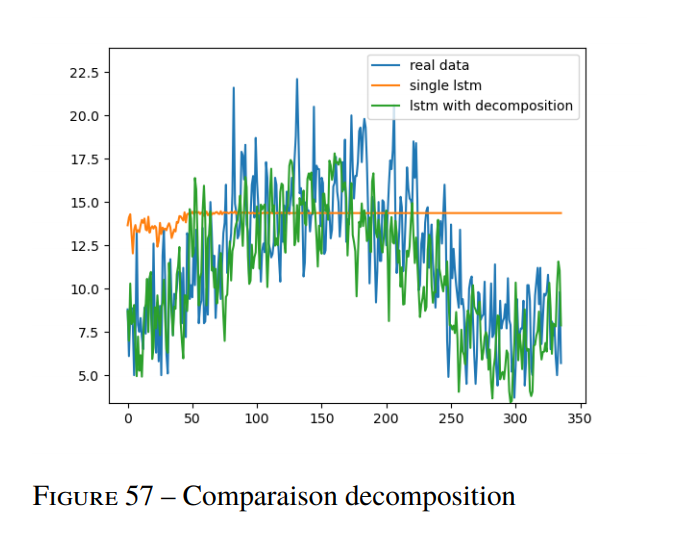 22.5
20.0
17.5
15.0
12.5
10.0
7.5
5.0
real data
single lstm
lstm with decomposition
0 50 100 150 200 250 300 350
FIGURE 57 – Comparaison decomposition